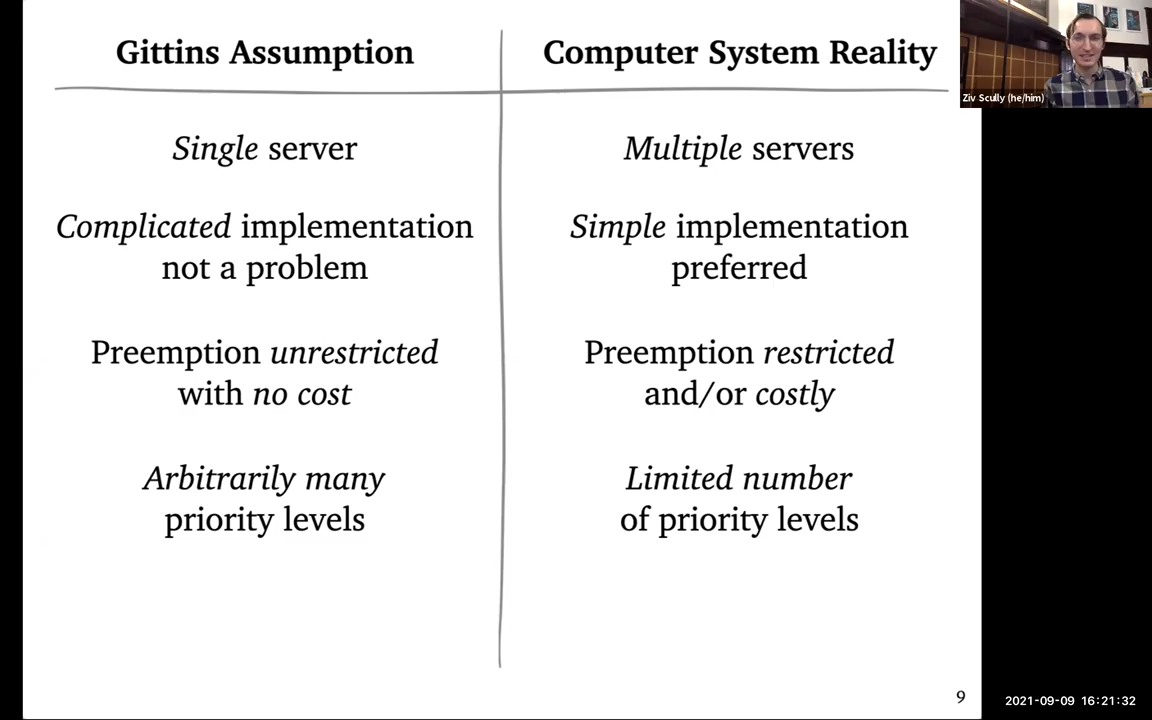 Gittins Assumption
Computer System Reality
Single server
Multiple servers
Complicated implementation
not a problem
Simple implementation
preferred
Preemption unrestricted
with no cost
Preemption restricted
and/or costly
Arbitrarily many
priority levels
Limited number
of priority levels
9
Ziv Scully (he/him)
2021-09-09 16:21:32